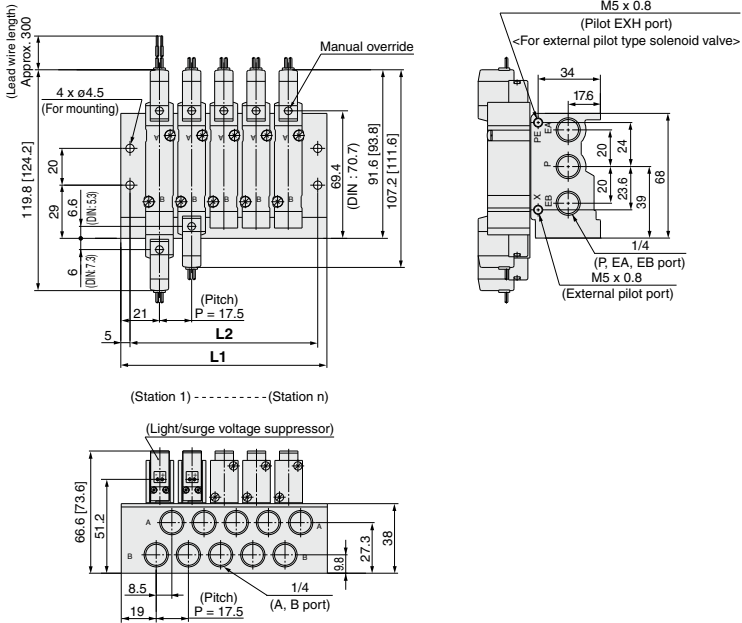 (Lead wire length)
Approx. 300
119.8 [124.2]
4 x ø4.5
(For mounting)
20
29
6.6
(DIN: 5.3)
6
(DIN: 7.3)
Manual override
A
A
A
A
A
B
B
B
B
B
69.4
(DIN : 70.7)
91.6 [93.8]
107.2 [111.6]
21
(Pitch)
P = 17.5
5
L2
L1
M5 x 0.8
(Pilot EXH port)
<For external pilot type solenoid valve>
34
17.6
PE
EA
P
X
EB
20
20
24
23.6
39
68
1/4
(P, EA, EB port)
M5 x 0.8
(External pilot port)
(Station 1) - - - - - - - - - - (Station n)
(Light/surge voltage suppressor)
66.6 [73.6]
51.2
A
A
B
B
9.8
27.3
38
8.5
19
(Pitch)
P = 17.5
1/4
(A, B port)